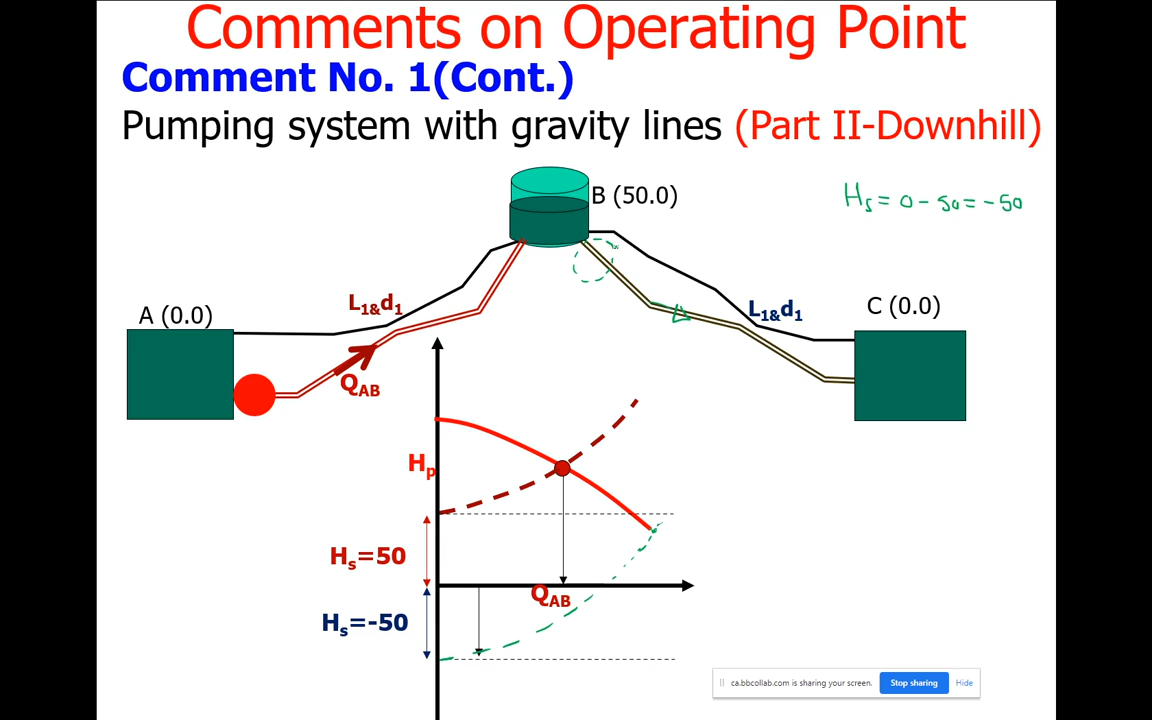 Comments on Operating Point
Comment No. 1(Cont.)
Pumping system with gravity lines (Part II-Downhill)
B (50.0)
Hs = 0 - 50 = -50
A (0.0)
L1&d1
L1&d1
C (0.0)
QAB
Hp
Hs=50
QAB
Hs=-50
ca.bbcollab.com is sharing your screen.
Stop sharing
Hide